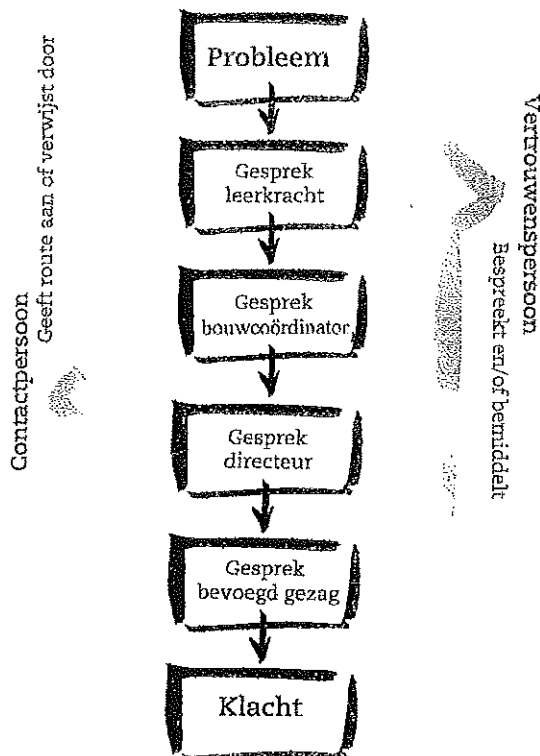 Probleem
Gesprek
leerkracht
Gesprek
bouwcoördinator
Gesprek
directeur
Gesprek
bevoegd gezag
Klacht
Contactpersoon
Geeft route aan of verwijst door
Vertrouwenspersoon
Bespreekt en/of bemiddelt